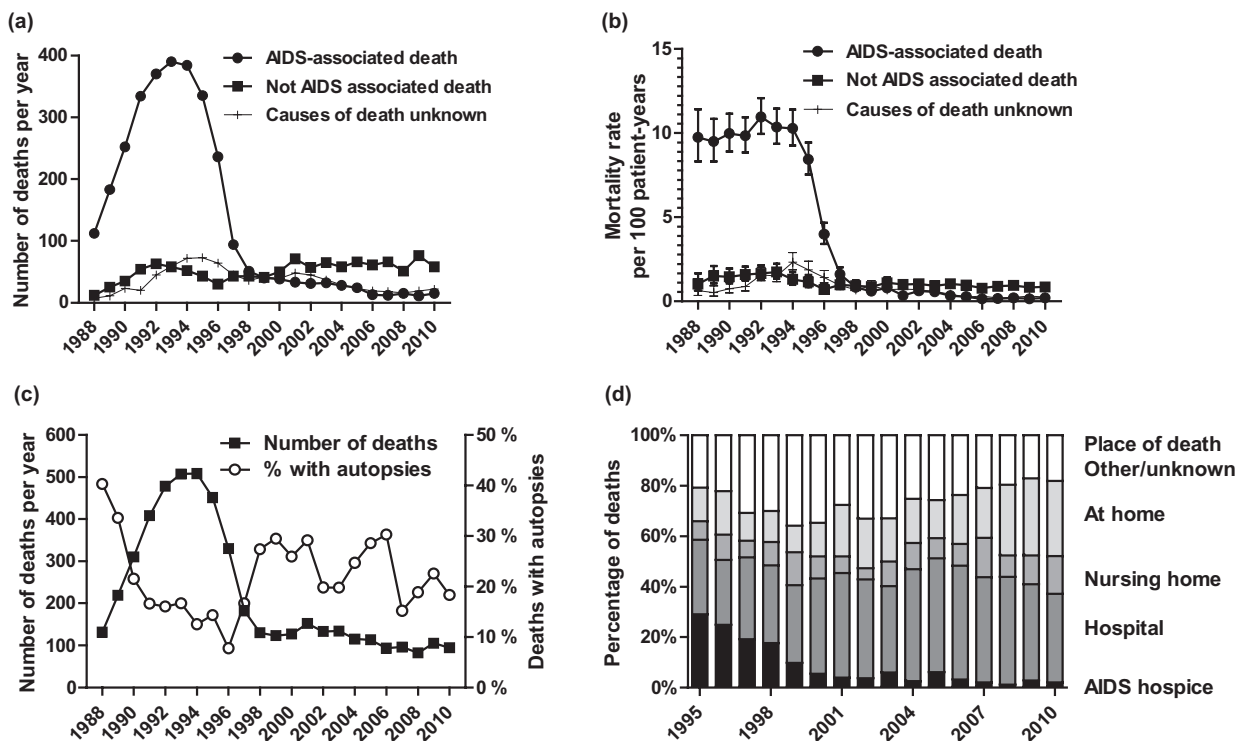 (a)
Number of deaths per year
400
300
200
100
0
AIDS-associated death
Not AIDS associated death
Causes of death unknown
1988
1990
1992
1994
1996
1998
2000
2002
2004
2006
2008
2010
(b)
Mortality rate
per 100 patient-years
15
10
5
0
AIDS-associated death
Not AIDS associated death
Causes of death unknown
1988
1990
1992
1994
1996
1998
2000
2002
2004
2006
2008
2010
(c)
Number of deaths per year
600
500
400
300
200
100
0
Number of deaths
% with autopsies
50 %
40 %
30 %
20 %
10 %
0 %
Deaths with autopsies
1988
1990
1992
1994
1996
1998
2000
2002
2004
2006
2008
2010
(d)
Percentage of deaths
100%
80%
60%
40%
20%
0%
Place of death
Other/unknown
At home
Nursing home
Hospital
AIDS hospice
1995
1998
2001
2004
2007
2010